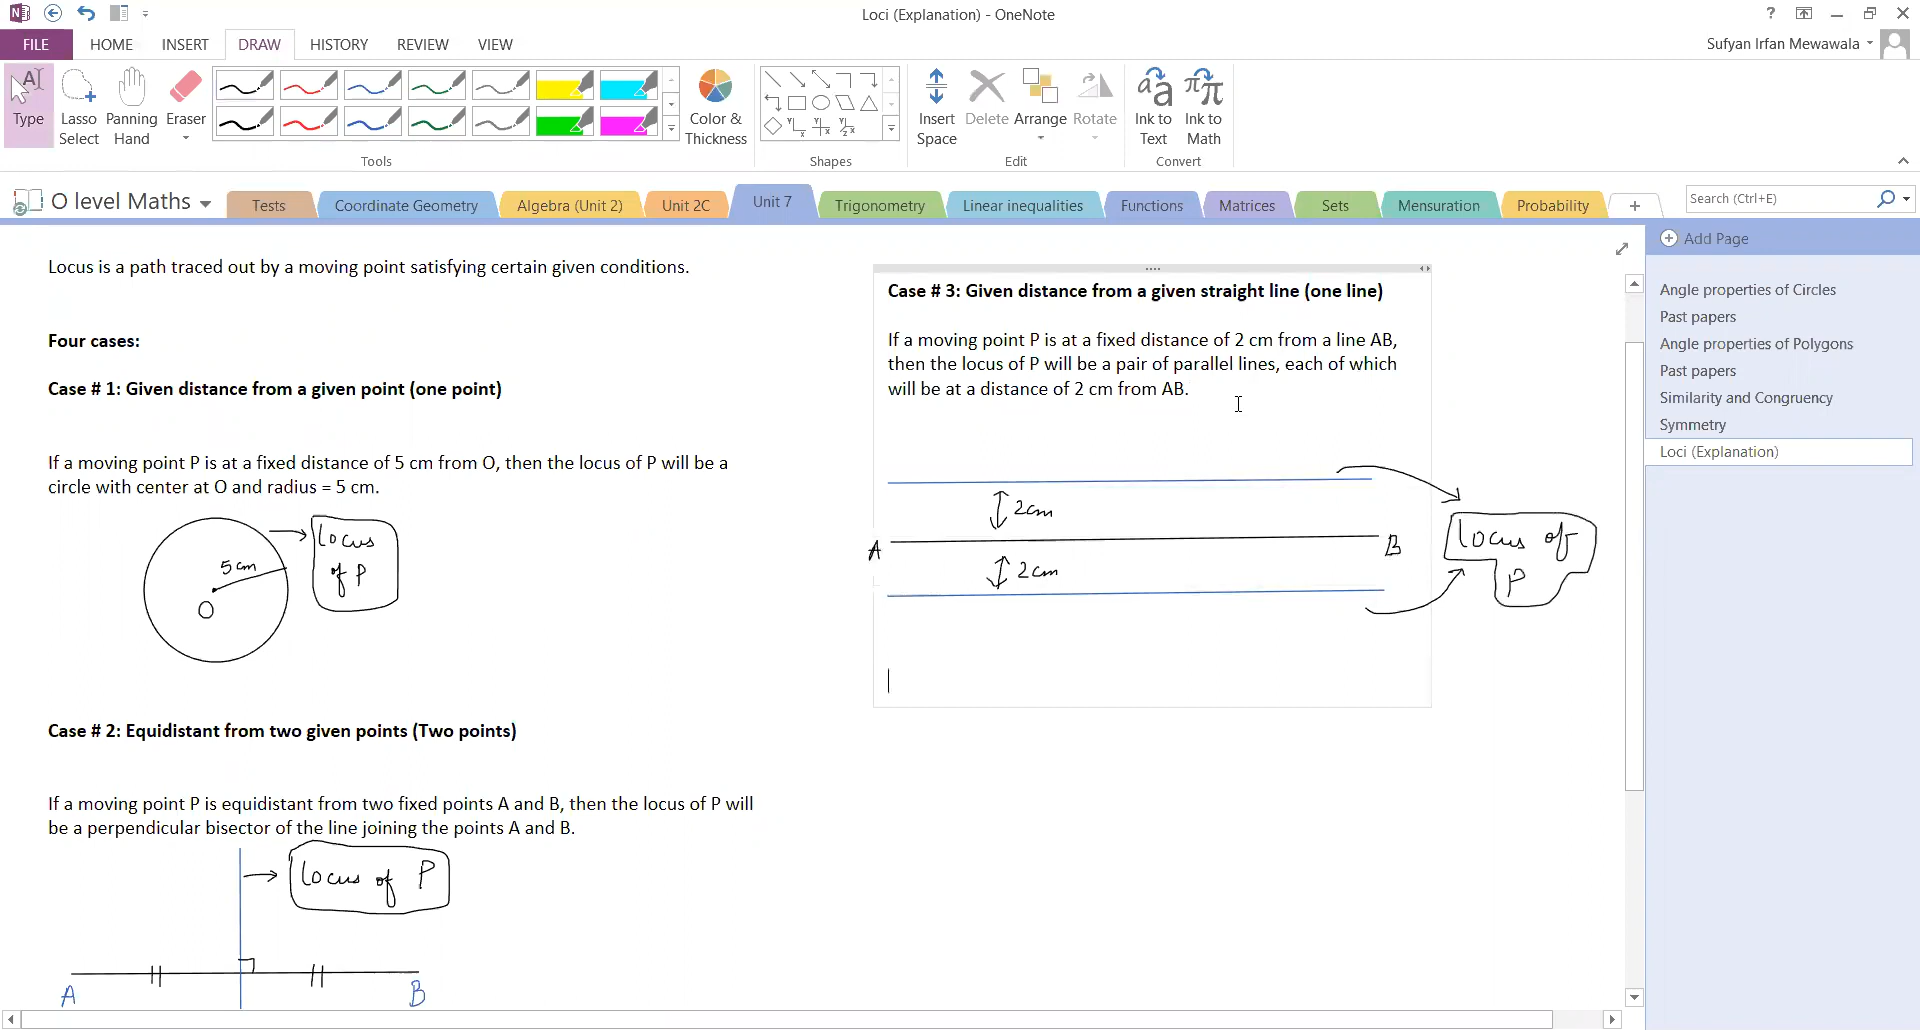 Loci (Explanation) - OneNote
?
FILE HOME INSERT DRAW HISTORY REVIEW VIEW
Sufyan Irfan Mewawala
Type
Lasso Select
Panning Hand
Eraser
Color & Thickness
Insert Space
Delete
Arrange
Rotate
Ink to Text
Ink to Math
Tools
Shapes
Edit
Convert
O level Maths
Tests
Coordinate Geometry
Algebra (Unit 2)
Unit 2C
Unit 7
Trigonometry
Linear inequalities
Functions
Matrices
Sets
Mensuration
Probability
+
Search (Ctrl+E)
Add Page
Angle properties of Circles
Past papers
Angle properties of Polygons
Past papers
Similarity and Congruency
Symmetry
Loci (Explanation)
Locus is a path traced out by a moving point satisfying certain given conditions.
Four cases:
Case # 1: Given distance from a given point (one point)
If a moving point P is at a fixed distance of 5 cm from O, then the locus of P will be a
circle with center at O and radius = 5 cm.
5 cm
O
Locus
of P
Case # 2: Equidistant from two given points (Two points)
If a moving point P is equidistant from two fixed points A and B, then the locus of P will
be a perpendicular bisector of the line joining the points A and B.
Locus of P
A
B
Case # 3: Given distance from a given straight line (one line)
If a moving point P is at a fixed distance of 2 cm from a line AB,
then the locus of P will be a pair of parallel lines, each of which
will be at a distance of 2 cm from AB.
2cm
A
B
2cm
Locus of
P